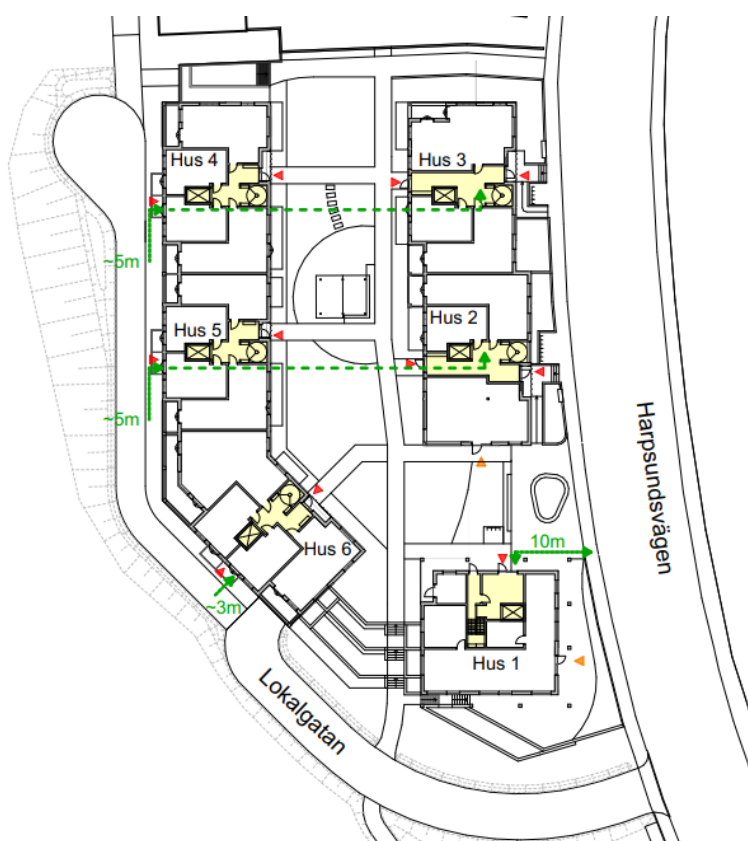 Hus 4
Hus 3
~5m
Hus 5
Hus 2
~5m
Harpsundsvägen
Hus 6
10m
~3m
Hus 1
Lokalgatan